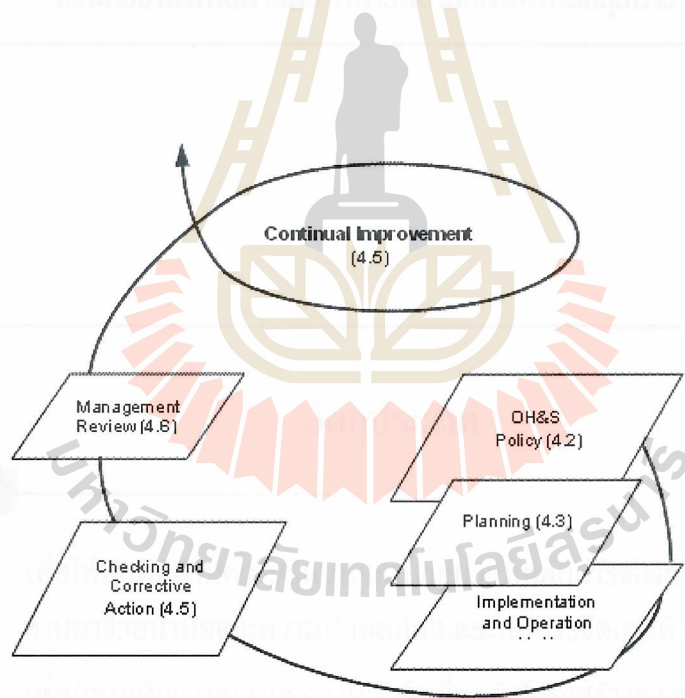 Continual Improvement
(4.5)
Management
Review (4.6)
OH&S
Policy (4.2)
Planning (4.3)
Checking and
Corrective
Action (4.5)
Implementation
and Operation
มหาวิทยาลัยเทคโนโลยีสุรนารี